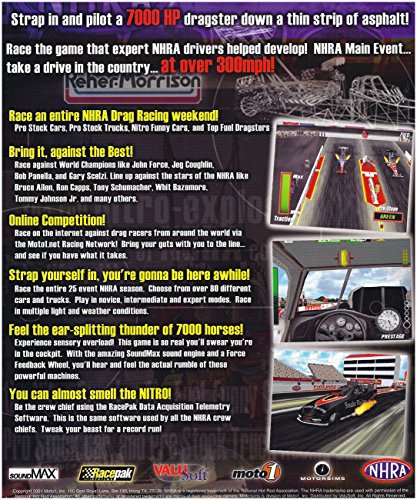 Strap in and pilot a 7000 HP dragster down a thin strip of asphalt!
Race the game that expert NHRA drivers helped develop! NHRA Main Event...
take a drive in the country... at over 300mph!
Keher-Morrison
Race an entire NHRA Drag Racing weekend!
Pro Stock Cars, Pro Stock Trucks, Nitro Funny Cars, and Top Fuel Dragsters
Bring it, against the Best!
Race against World Champions like John Force, Jeg Coughlin,
Bob Panella, and Gary Scelzi. Line up against the stars of the NHRA like
Bruce Allen, Ron Capps, Tony Schumacher, Whit Bazemore,
Tommy Johnson Jr. and many others.
Online Competition!
Race on the internet against drag racers from around the world via
the Moto1.net Racing Network! Bring your guts with you to the line...
and see if you have what it takes.
Strap yourself in, you're gonna be here awhile!
Race the entire 25 event NHRA season. Choose from over 80 different
cars and trucks. Play in novice, intermediate and expert modes. Race
in multiple light and weather conditions.
Feel the ear-splitting thunder of 7000 horses!
Experience sensory overload! This game is so real you'll swear you're
in the cockpit. With the amazing SoundMax sound engine and a Force
Feedback Wheel, you'll hear and feel the actual rumble of these
powerful machines.
You can almost smell the NITRO!
Be the crew chief using the RacePak Data Acquisition Telemetry
Software. This is the same software used by all the NHRA crew
chiefs. Tweak your beast for a record run!
Max
Traction
Pro Stage
GREEN
PRESTAGE
SOUNDMAX
Racepak
VALUSoft
moto1
MOTORSIMS
NHRA